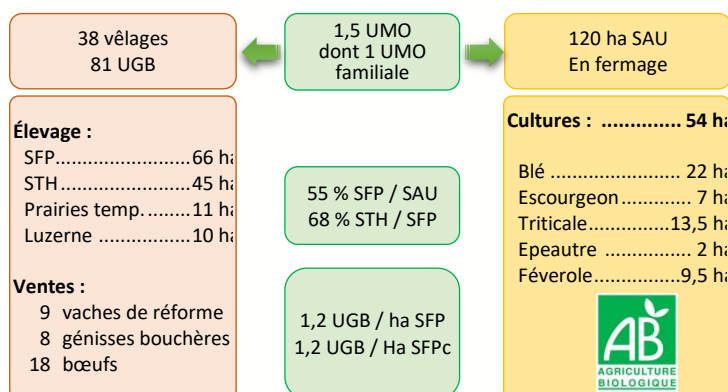 38 vêlages
81 UGB
1,5 UMO
dont 1 UMO
familiale
120 ha SAU
En fermage
Élevage :
SFP......................66 ha
STH.....................45 ha
Prairies temp. .......11 ha
Luzerne ...................10 ha
Ventes :
9 vaches de réforme
8 génisses bouchères
18 bœufs
55 % SFP / SAU
68 % STH / SFP
1,2 UGB / ha SFP
1,2 UGB / Ha SFPc
Cultures : .............. 54 ha
Blé ...................... 22 ha
Escourgeon............. 7 ha
Triticale...............13,5 ha
Epeautre ............... 2 ha
Féverole...............9,5 ha
AB
AGRICULTURE
BIOLOGIQUE